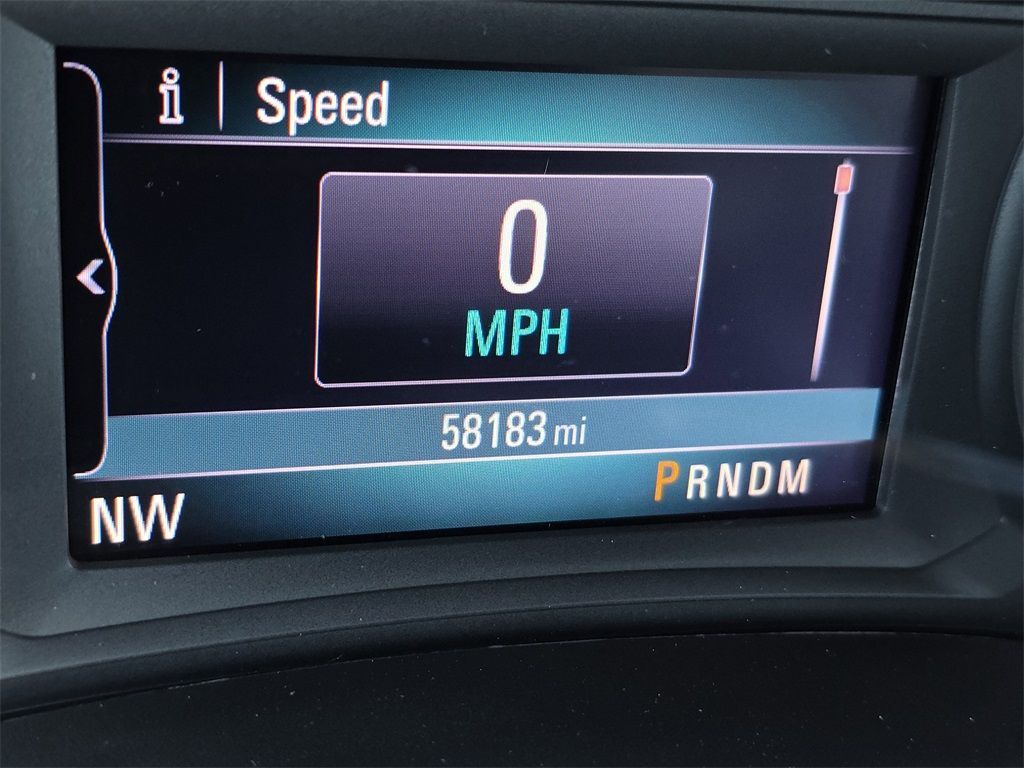 i Speed
0
MPH
58183 mi
NW PRNDM